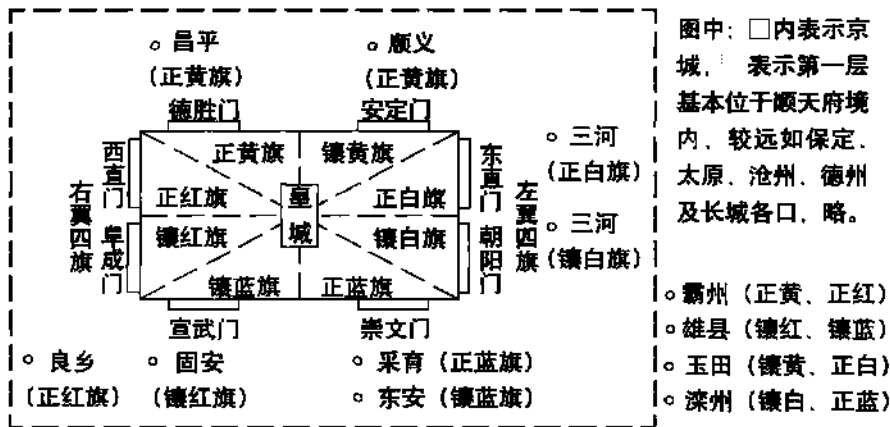 昌平
(正黄旗)
德胜门
顺义
(正黄旗)
安定门
三河
(正白旗)
三河
(镶白旗)
西直门
阜成门
右翼四旗
正黄旗
镶黄旗
正红旗
正白旗
皇城
镶红旗
镶白旗
镶蓝旗
正蓝旗
东直门
朝阳门
左翼四旗
宣武门
崇文门
良乡
(正红旗)
固安
(镶红旗)
采育(正蓝旗)
东安(镶蓝旗)
图中:□内表示京
城, 表示第一层
基本位于顺天府境
内、较远如保定、
太原、沧州、德州
及长城各口、略。
霸州(正黄、正红)
雄县(镶红、镶蓝)
玉田(镶黄、正白)
滦州(镶白、正蓝)